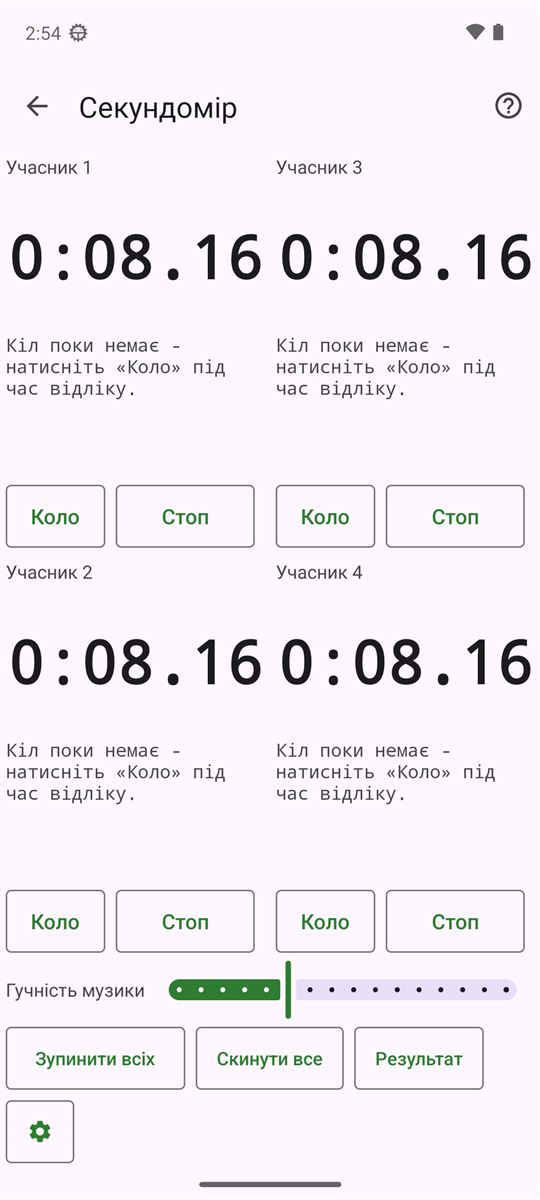 2:54
Секундомір
Учасник 1
0:08.16
Кіл поки немає -
натисніть «Коло» під
час відліку.
Коло
Стоп
Учасник 3
0:08.16
Кіл поки немає -
натисніть «Коло» під
час відліку.
Коло
Стоп
Учасник 2
0:08.16
Кіл поки немає -
натисніть «Коло» під
час відліку.
Коло
Стоп
Учасник 4
0:08.16
Кіл поки немає -
натисніть «Коло» під
час відліку.
Коло
Стоп
Гучність музики
Зупинити всіх
Скинути все
Результат